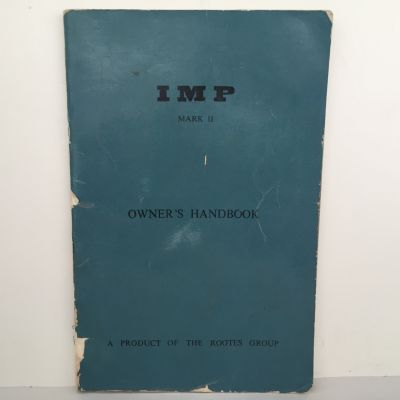 IMP
MARK II
OWNER'S HANDBOOK
A PRODUCT OF THE ROOTES GROUP